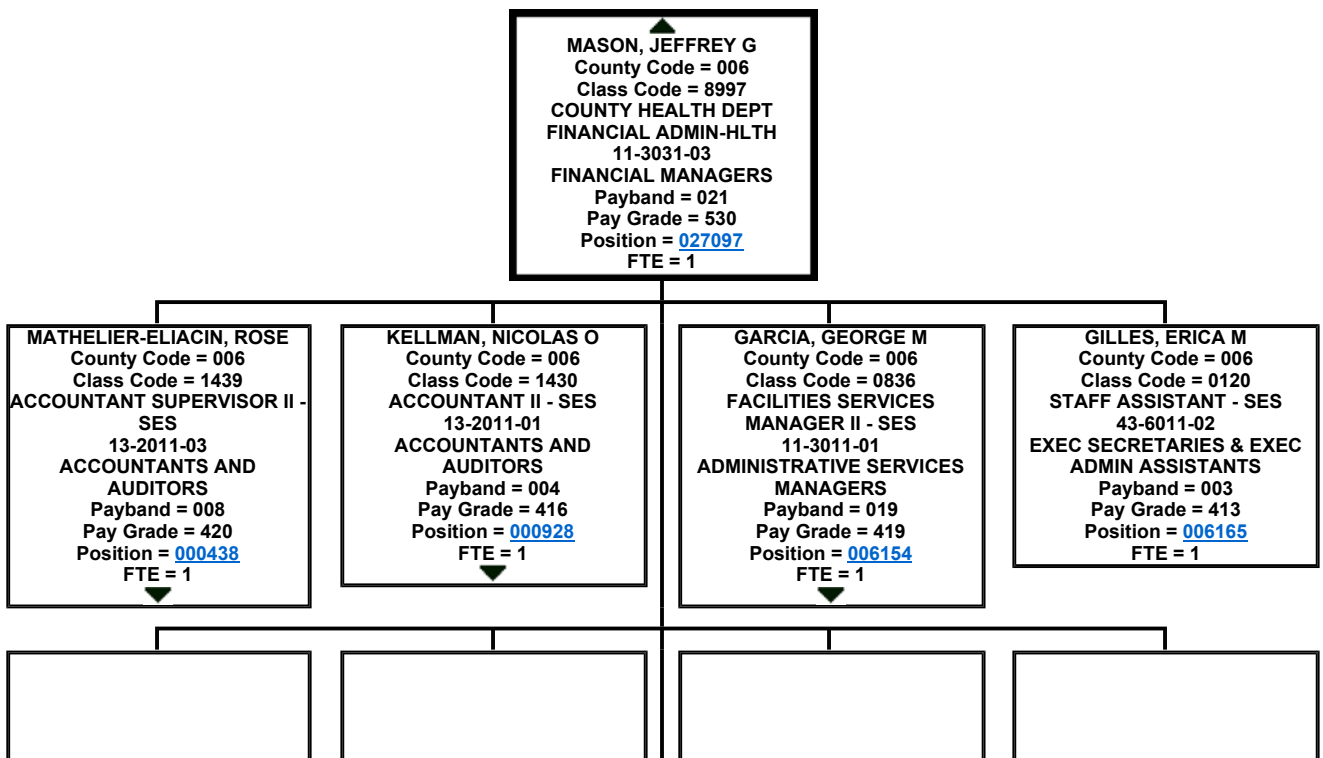 MASON, JEFFREY G
County Code = 006
Class Code = 8997
COUNTY HEALTH DEPT
FINANCIAL ADMIN-HLTH
11-3031-03
FINANCIAL MANAGERS
Payband = 021
Pay Grade = 530
Position = 027097
FTE = 1
MATHELIER-ELIACIN, ROSE
County Code = 006
Class Code = 1439
ACCOUNTANT SUPERVISOR II -
SES
13-2011-03
ACCOUNTANTS AND
AUDITORS
Payband = 008
Pay Grade = 420
Position = 000438
FTE = 1
KELLMAN, NICOLAS O
County Code = 006
Class Code = 1430
ACCOUNTANT II - SES
13-2011-01
ACCOUNTANTS AND
AUDITORS
Payband = 004
Pay Grade = 416
Position = 000928
FTE = 1
GARCIA, GEORGE M
County Code = 006
Class Code = 0836
FACILITIES SERVICES
MANAGER II - SES
11-3011-01
ADMINISTRATIVE SERVICES
MANAGERS
Payband = 019
Pay Grade = 419
Position = 006154
FTE = 1
GILLES, ERICA M
County Code = 006
Class Code = 0120
STAFF ASSISTANT - SES
43-6011-02
EXEC SECRETARIES & EXEC
ADMIN ASSISTANTS
Payband = 003
Pay Grade = 413
Position = 006165
FTE = 1